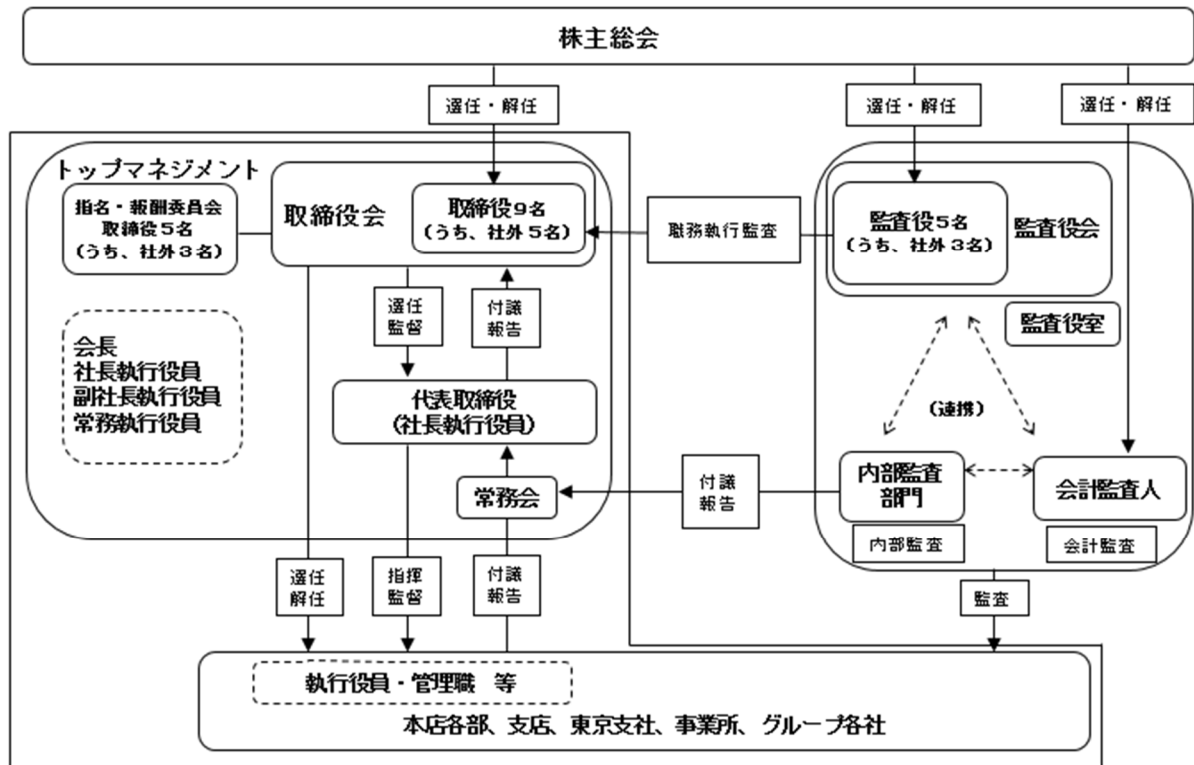 株主総会
選任・解任
選任・解任
選任・解任
トップマネジメント
指名・報酬委員会
取締役5名
(うち、社外3名)
取締役会
取締役9名
(うち、社外5名)
職務執行監査
監査役5名
(うち、社外3名)
監査役会
監査役室
選任
監督
付議
報告
会長
社長執行役員
副社長執行役員
常務執行役員
代表取締役
(社長執行役員)
(連携)
常務会
付議
報告
内部監査
部門
会計監査人
内部監査
会計監査
選任
解任
指揮
監督
付議
報告
監査
執行役員・管理職 等
本店各部、支店、東京支社、事業所、グループ各社